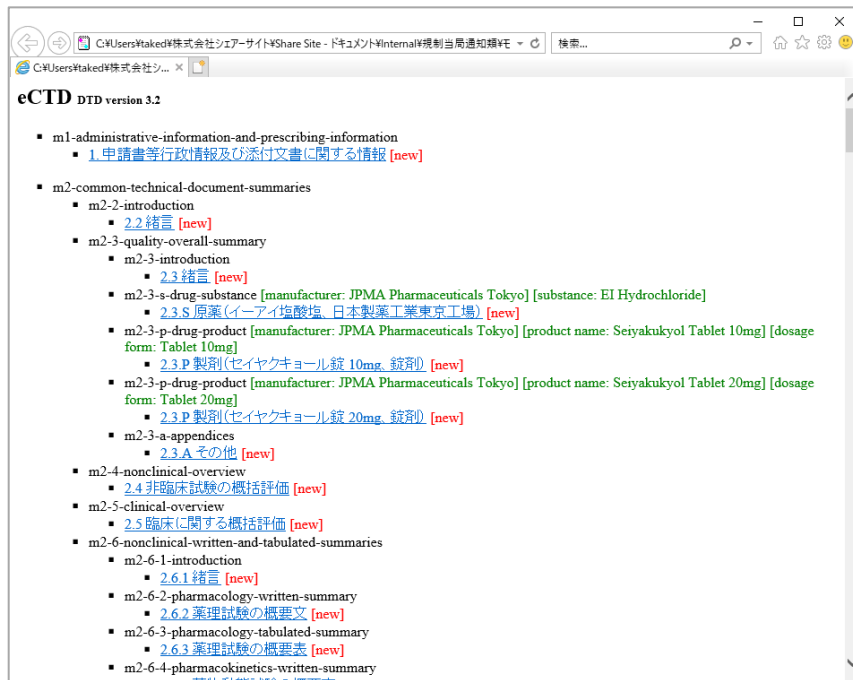 C:¥Users¥taked¥株式会社シェアーサイト¥Share Site - ドキュメント¥Internal¥規制当局通知類¥モ
検索...
C:¥Users¥taked¥株式会社シ...
eCTD DTD version 3.2
m1-administrative-information-and-prescribing-information
1. 申請書等行政情報及び添付文書に関する情報 [new]
m2-common-technical-document-summaries
m2-2-introduction
2.2 緒言 [new]
m2-3-quality-overall-summary
m2-3-introduction
2.3 緒言 [new]
m2-3-s-drug-substance [manufacturer: JPMA Pharmaceuticals Tokyo] [substance: EI Hydrochloride]
2.3.S 原薬(イーアイ塩酸塩、日本製薬工業東京工場) [new]
m2-3-p-drug-product [manufacturer: JPMA Pharmaceuticals Tokyo] [product name: Seiyakukyol Tablet 10mg] [dosage
form: Tablet 10mg]
2.3.P 製剤(セイヤクキョール錠 10mg、錠剤) [new]
m2-3-p-drug-product [manufacturer: JPMA Pharmaceuticals Tokyo] [product name: Seiyakukyol Tablet 20mg] [dosage
form: Tablet 20mg]
2.3.P 製剤(セイヤクキョール錠 20mg、錠剤) [new]
m2-3-a-appendices
2.3.A その他 [new]
m2-4-nonclinical-overview
2.4 非臨床試験の概括評価 [new]
m2-5-clinical-overview
2.5 臨床に関する概括評価 [new]
m2-6-nonclinical-written-and-tabulated-summaries
m2-6-1-introduction
2.6.1 緒言 [new]
m2-6-2-pharmacology-written-summary
2.6.2 薬理試験の概要文 [new]
m2-6-3-pharmacology-tabulated-summary
2.6.3 薬理試験の概要表 [new]
m2-6-4-pharmacokinetics-written-summary